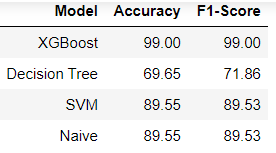 Model Accuracy F1-Score
XGBoost 99.00 99.00
Decision Tree 69.65 71.86
SVM 89.55 89.53
Naive 89.55 89.53